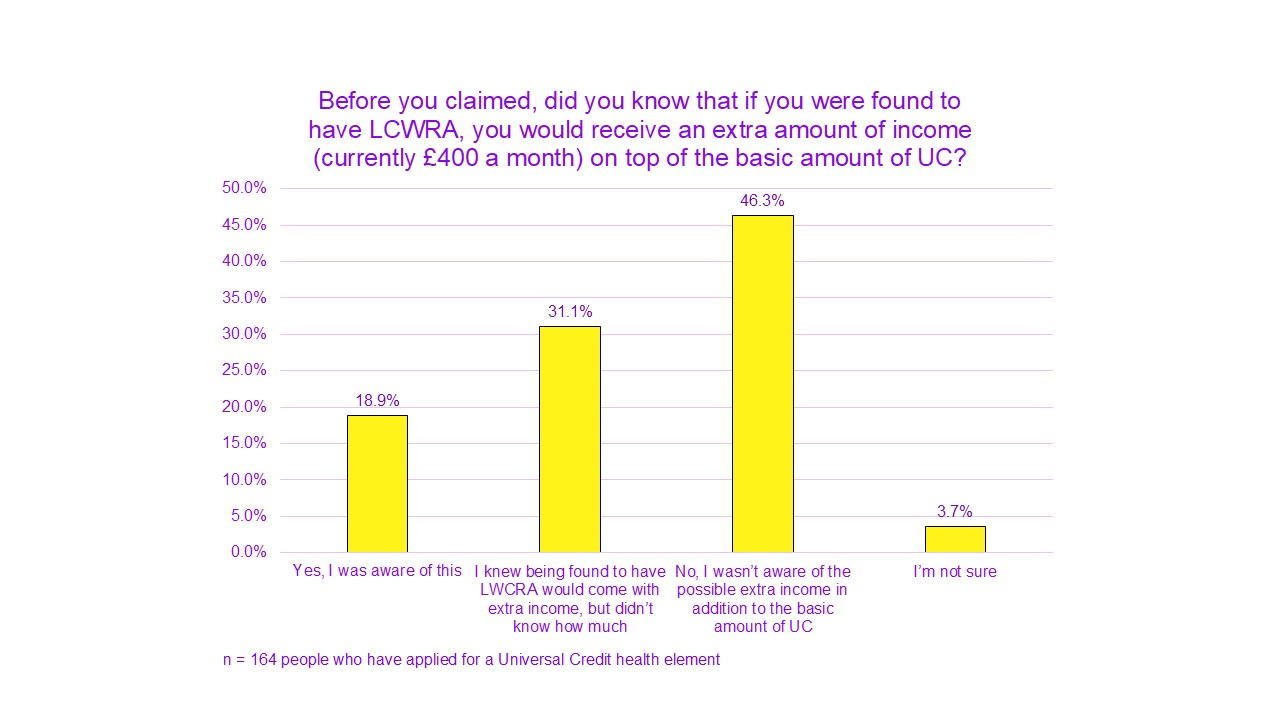 Before you claimed, did you know that if you were found to
have LCWRA, you would receive an extra amount of income
(currently £400 a month) on top of the basic amount of UC?
50.0%
45.0%
40.0%
35.0%
30.0%
25.0%
20.0%
15.0%
10.0%
5.0%
0.0%
18.9%
31.1%
46.3%
3.7%
Yes, I was aware of this
I knew being found to have
LWCRA would come with
extra income, but didn’t
know how much
No, I wasn’t aware of the
possible extra income in
addition to the basic
amount of UC
I’m not sure
n = 164 people who have applied for a Universal Credit health element